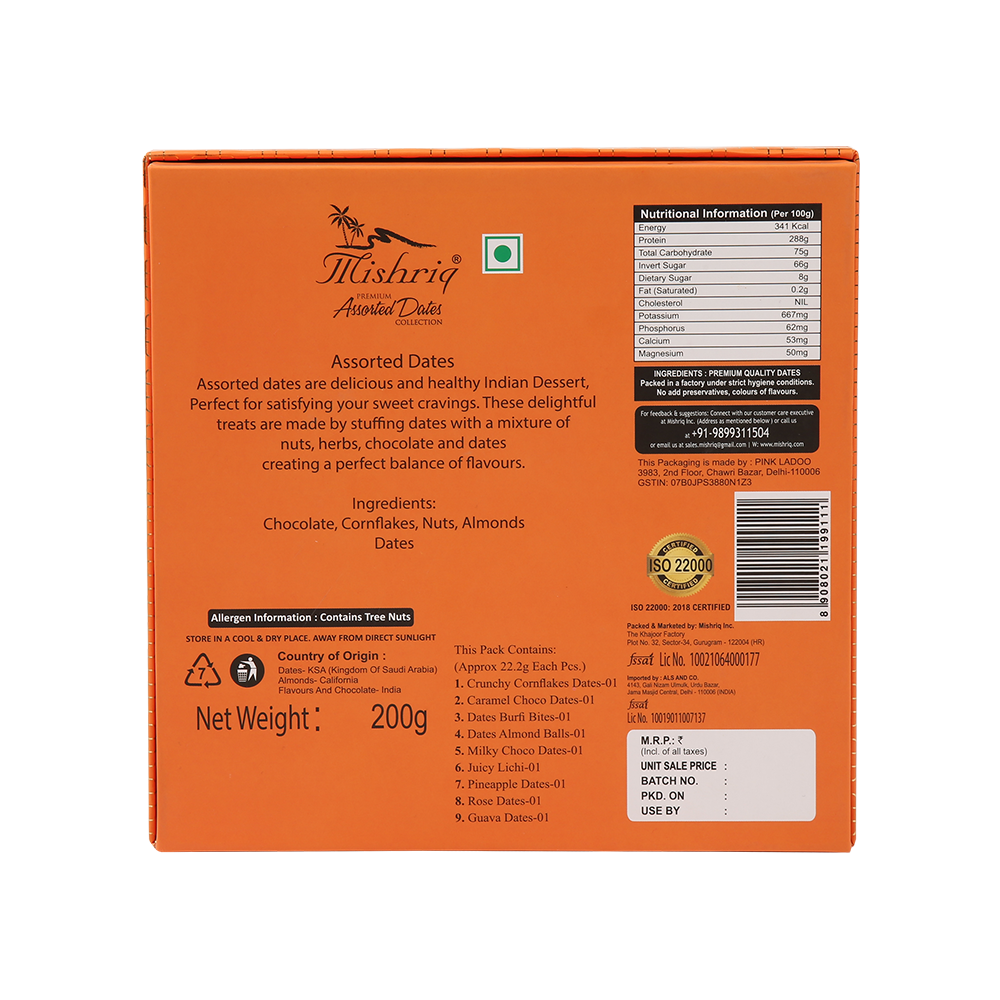 Mishriq®
PREMIUM
Assorted Dates
COLLECTION
Assorted Dates
Assorted dates are delicious and healthy Indian Dessert,
Perfect for satisfying your sweet cravings. These delightful
treats are made by stuffing dates with a mixture of
nuts, herbs, chocolate and dates
creating a perfect balance of flavours.
Ingredients:
Chocolate, Cornflakes, Nuts, Almonds
Dates
Allergen Information : Contains Tree Nuts
STORE IN A COOL & DRY PLACE. AWAY FROM DIRECT SUNLIGHT
7
Country of Origin :
Dates- KSA (Kingdom Of Saudi Arabia)
Almonds- California
Flavours And Chocolate- India
Net Weight : 200g
This Pack Contains:
(Approx 22.2g Each Pcs.)
1. Crunchy Cornflakes Dates-01
2. Caramel Choco Dates-01
3. Dates Burfi Bites-01
4. Dates Almond Balls-01
5. Milky Choco Dates-01
6. Juicy Lichi-01
7. Pineapple Dates-01
8. Rose Dates-01
9. Guava Dates-01
Nutritional Information (Per 100g)
Energy 341 Kcal
Protein 288g
Total Carbohydrate 75g
Invert Sugar 66g
Dietary Sugar 8g
Fat (Saturated) 0.2g
Cholesterol NIL
Potassium 667mg
Phosphorus 62mg
Calcium 53mg
Magnesium 50mg
INGREDIENTS : PREMIUM QUALITY DATES
Packed in a factory under strict hygiene conditions.
No add preservatives, colours of flavours.
For feedback & suggestions: Connect with our customer care executive
at Mishriq Inc. (Address as mentioned below ) or call us
at +91-9899311504
or email us at sales.mishriq@gmail.com | W: www.mishriq.com
This Packaging is made by : PINK LADOO
3983, 2nd Floor, Chawri Bazar, Delhi-110006
GSTIN: 07B0JPS3880N1Z3
8 908021 199111
CERTIFIED
ISO 22000
CERTIFIED
ISO 22000: 2018 CERTIFIED
Packed & Marketed by: Mishriq Inc.
The Khajoor Factory
Plot No. 32, Sector-34, Gurugram - 122004 (HR)
fssai Lic No. 10021064000177
Imported by : ALS AND CO.
4143, Gali Nizam Ulmulk, Urdu Bazar,
Jama Masjid Central, Delhi - 110006 (INDIA)
fssai
Lic No. 10019011007137
M.R.P.: ₹
(Incl. of all taxes)
UNIT SALE PRICE :
BATCH NO. :
PKD. ON :
USE BY :